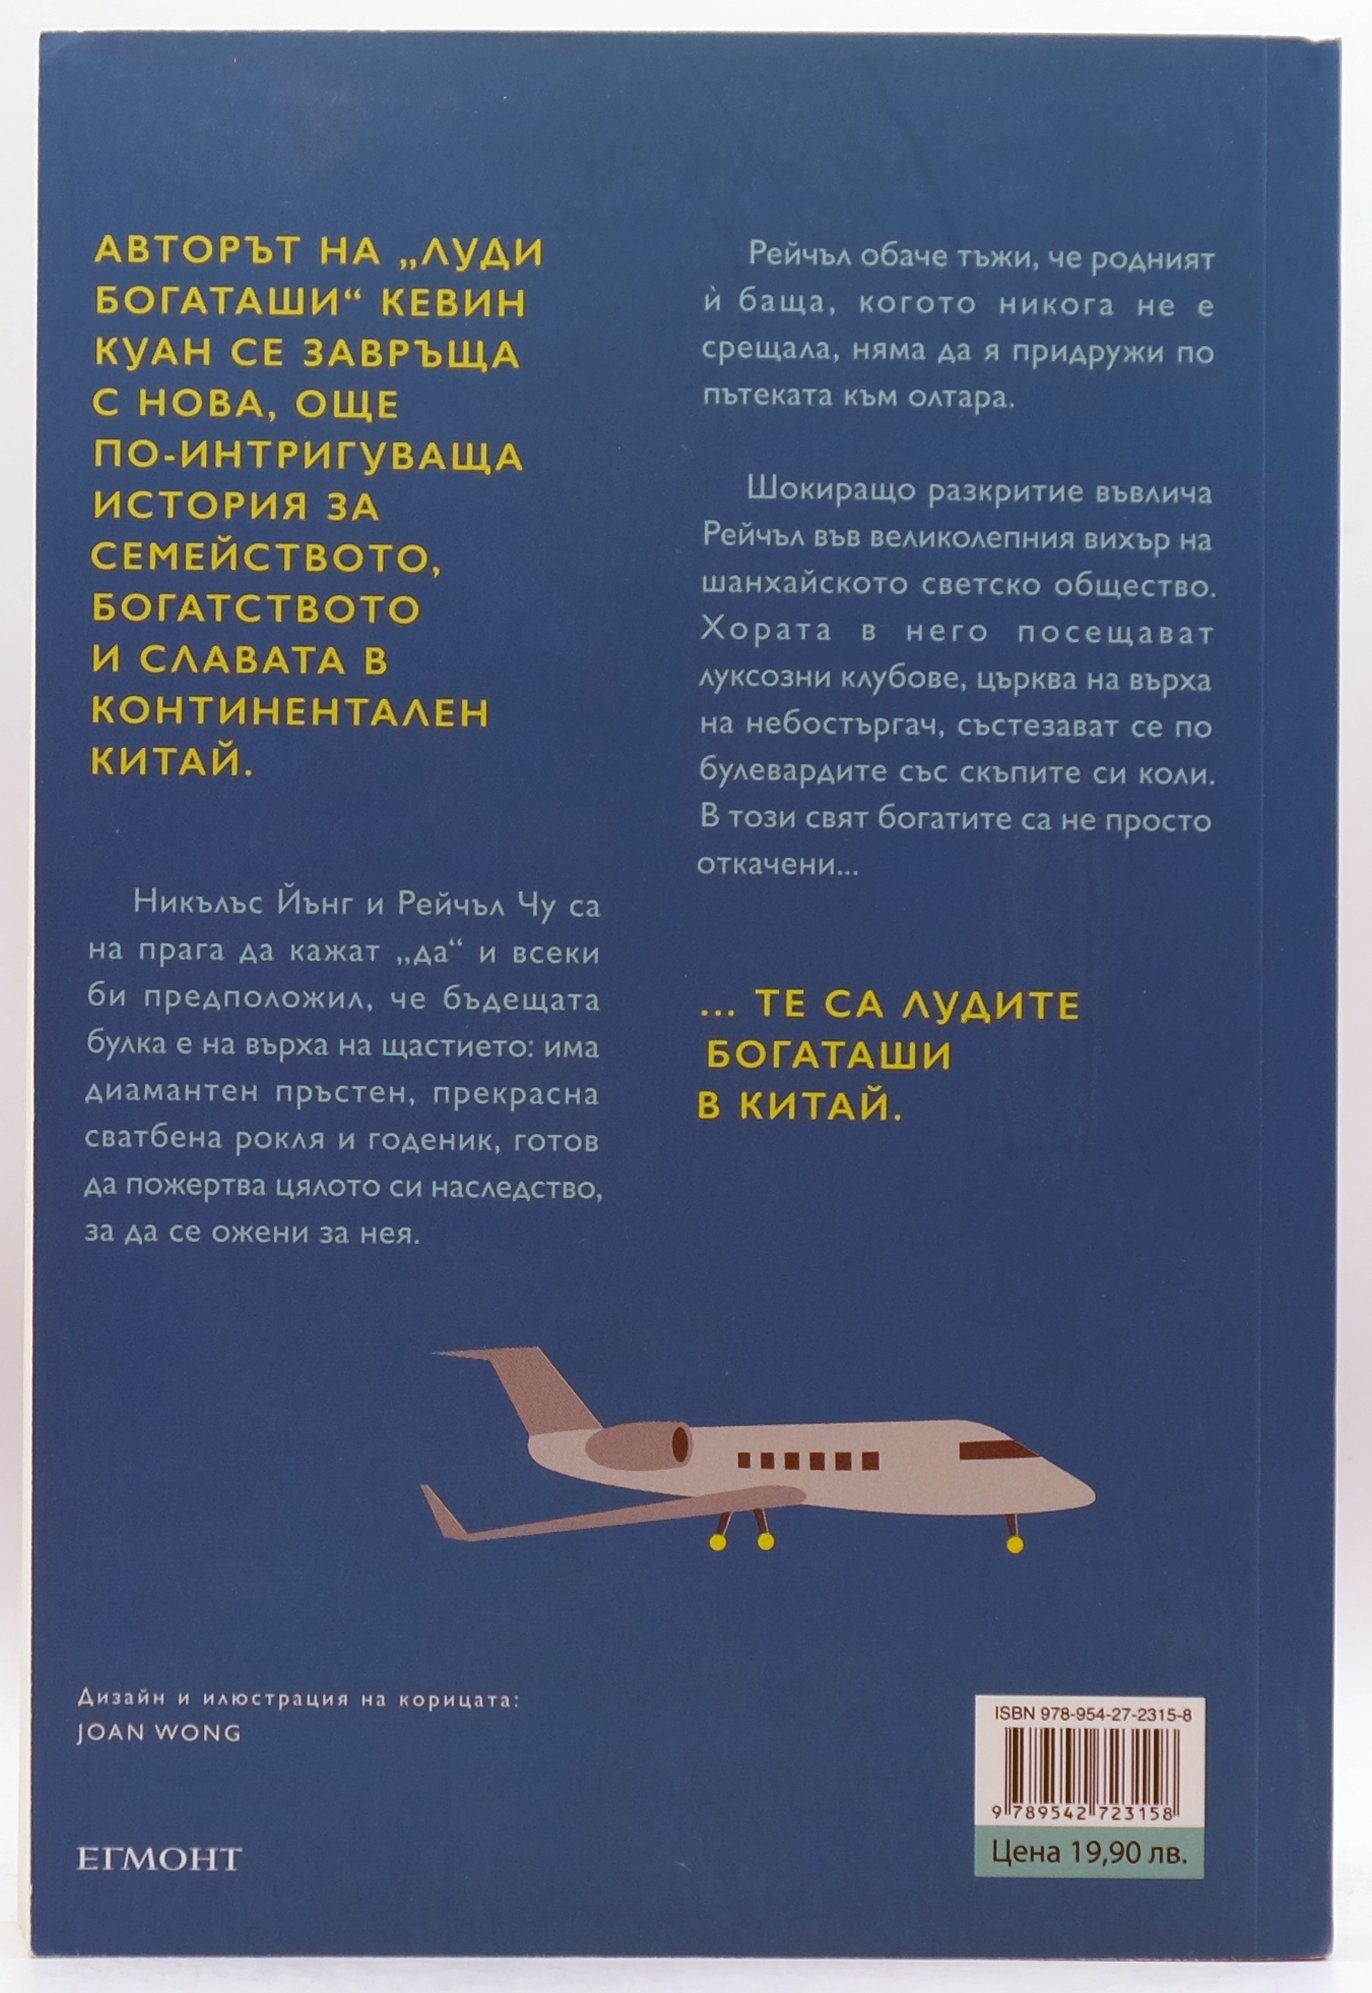 АВТОРЪТ НА „ЛУДИ
БОГАТАШИ“ КЕВИН
КУАН СЕ ЗАВРЪЩА
С НОВА, ОЩЕ
ПО-ИНТРИГУВАЩА
ИСТОРИЯ ЗА
СЕМЕЙСТВОТО,
БОГАТСТВОТО
И СЛАВАТА В
КОНТИНЕНТАЛЕН
КИТАЙ.
Никълъс Йънг и Рейчъл Чу са
на прага да кажат „да“ и всеки
би предположил, че бъдещата
булка е на върха на щастието: има
диамантен пръстен, прекрасна
сватбена рокля и годеник, готов
да пожертва цялото си наследство,
за да се ожени за нея.
Рейчъл обаче тъжи, че родният
ѝ баща, когото никога не е
срещала, няма да я придружи по
пътеката към олтара.
Шокиращо разкритие въвлича
Рейчъл във великолепния вихър на
шанхайското светско общество.
Хората в него посещават
луксозни клубове, църква на върха
на небостъргач, състезават се по
булевардите със скъпите си коли.
В този свят богатите са не просто
откачени...
... ТЕ СА ЛУДИТЕ
БОГАТАШИ
В КИТАЙ.
Дизайн и илюстрация на корицата:
JOAN WONG
ЕГМОНТ
ISBN 978-954-27-2315-8
9 789542 723158
Цена 19,90 лв.